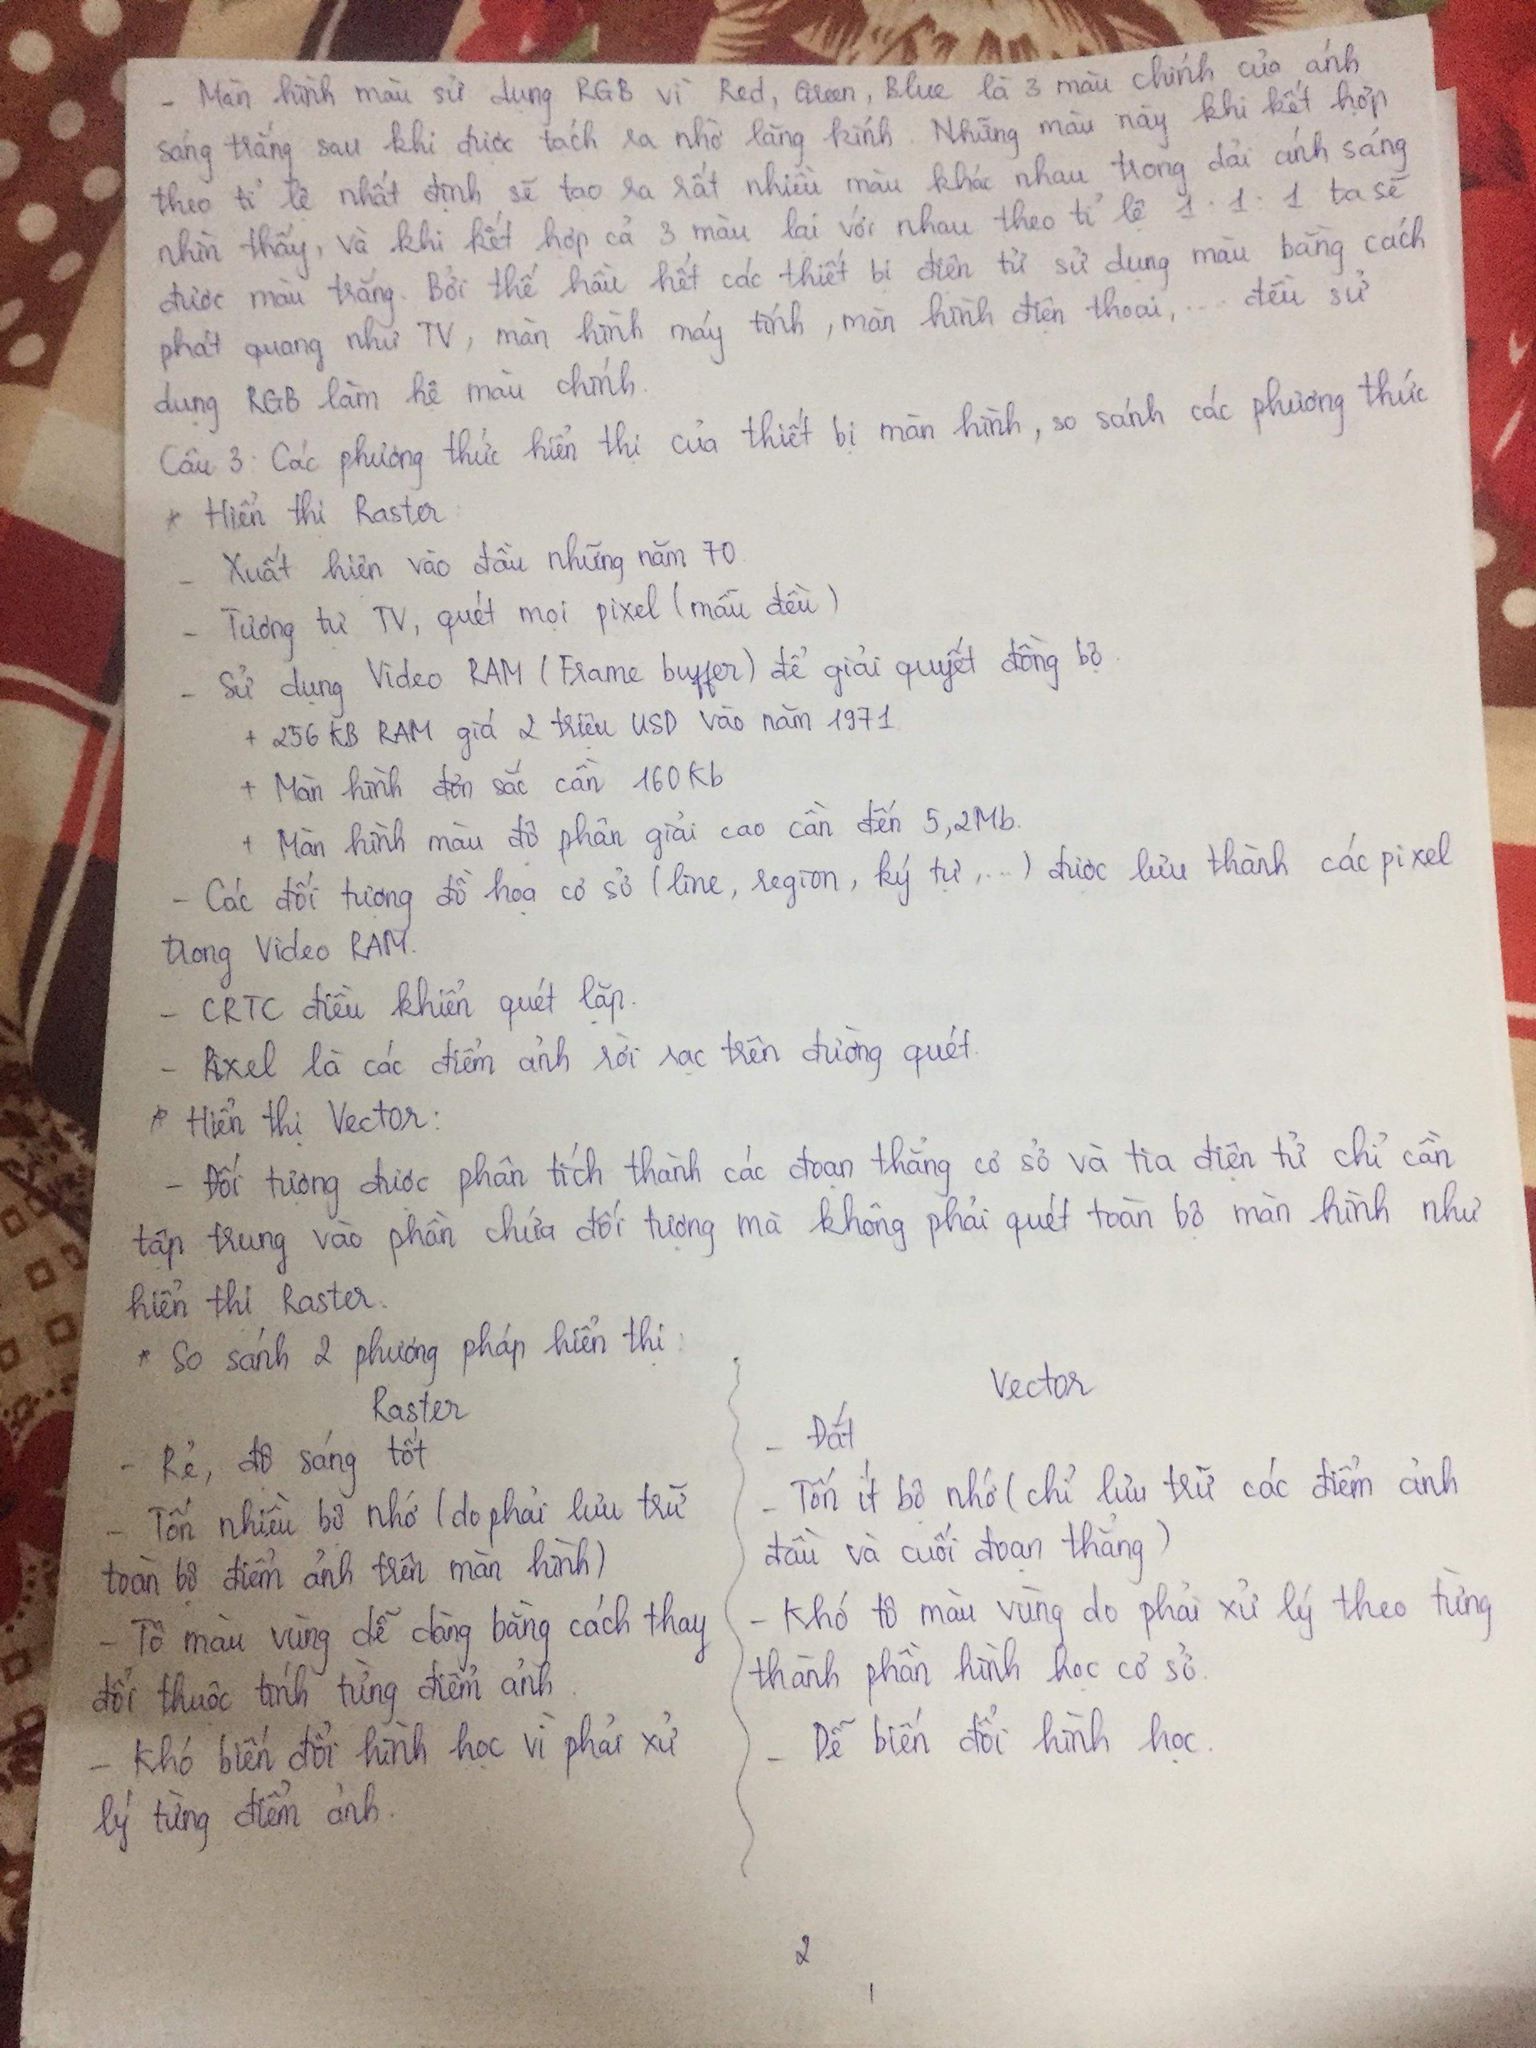 - Màn hình màu sử dụng RGB vì Red, Green, Blue là 3 màu chính của ánh
sáng trắng sau khi được tách ra nhờ lăng kính. Những màu này khi kết hợp
theo tỉ lệ nhất định sẽ tạo ra rất nhiều màu khác nhau trong dải ánh sáng
nhìn thấy, và khi kết hợp cả 3 màu lại với nhau theo tỉ lệ 1:1:1 ta sẽ
được màu trắng. Bởi thế hầu hết các thiết bị điện tử sử dụng màu bằng cách
phát quang như TV, màn hình máy tính, màn hình điện thoại, ... đều sử
dụng RGB làm hệ màu chính.
Câu 3: Các phương thức hiển thị của thiết bị màn hình, so sánh các phương thức
* Hiển thị Raster
- Xuất hiện vào đầu những năm 70.
- Tương tự TV, quét mọi pixel (mẫu đều)
- Sử dụng Video RAM (Frame buffer) để giải quyết đồng bộ.
+ 256 KB RAM giá 2 triệu USD vào năm 1971
+ Màn hình đơn sắc cần 160Kb
+ Màn hình màu độ phân giải cao cần đến 5,2Mb.
- Các đối tượng đồ hoạ cơ sở (line, region, ký tự, ...) được lưu thành các pixel
trong Video RAM.
- CRTC điều khiển quét lặp.
- Pixel là các điểm ảnh rời rạc trên đường quét.
* Hiển thị Vector:
- Đối tượng được phân tích thành các đoạn thẳng cơ sở và tia điện tử chỉ cần
tập trung vào phần chứa đối tượng mà không phải quét toàn bộ màn hình như
hiển thị Raster.
* So sánh 2 phương pháp hiển thị:
Raster
- Rẻ, độ sáng tốt
- Tốn nhiều bộ nhớ (do phải lưu trữ
toàn bộ điểm ảnh trên màn hình)
- Tô màu vùng dễ dàng bằng cách thay
đổi thuộc tính từng điểm ảnh.
- Khó biến đổi hình học vì phải xử
lý từng điểm ảnh.
Vector
- Đắt
- Tốn ít bộ nhớ (chỉ lưu trữ các điểm ảnh
đầu và cuối đoạn thẳng)
- Khó tô màu vùng do phải xử lý theo từng
thành phần hình học cơ sở.
- Dễ biến đổi hình học.
2